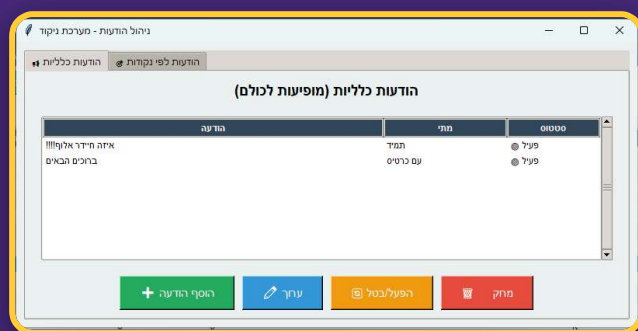 ניהול הודעות - מערכת ניקוד
הודעות כלליות הודעות לפי נקודות
הודעות כלליות (מופיעות לכולם)
הודעה מתי סטטוס
איזה חיידר אלוף!!!! תמיד פעיל
ברוכים הבאים עם כרטיס פעיל
הוסף הודעה ערוך הפעל/בטל מחק